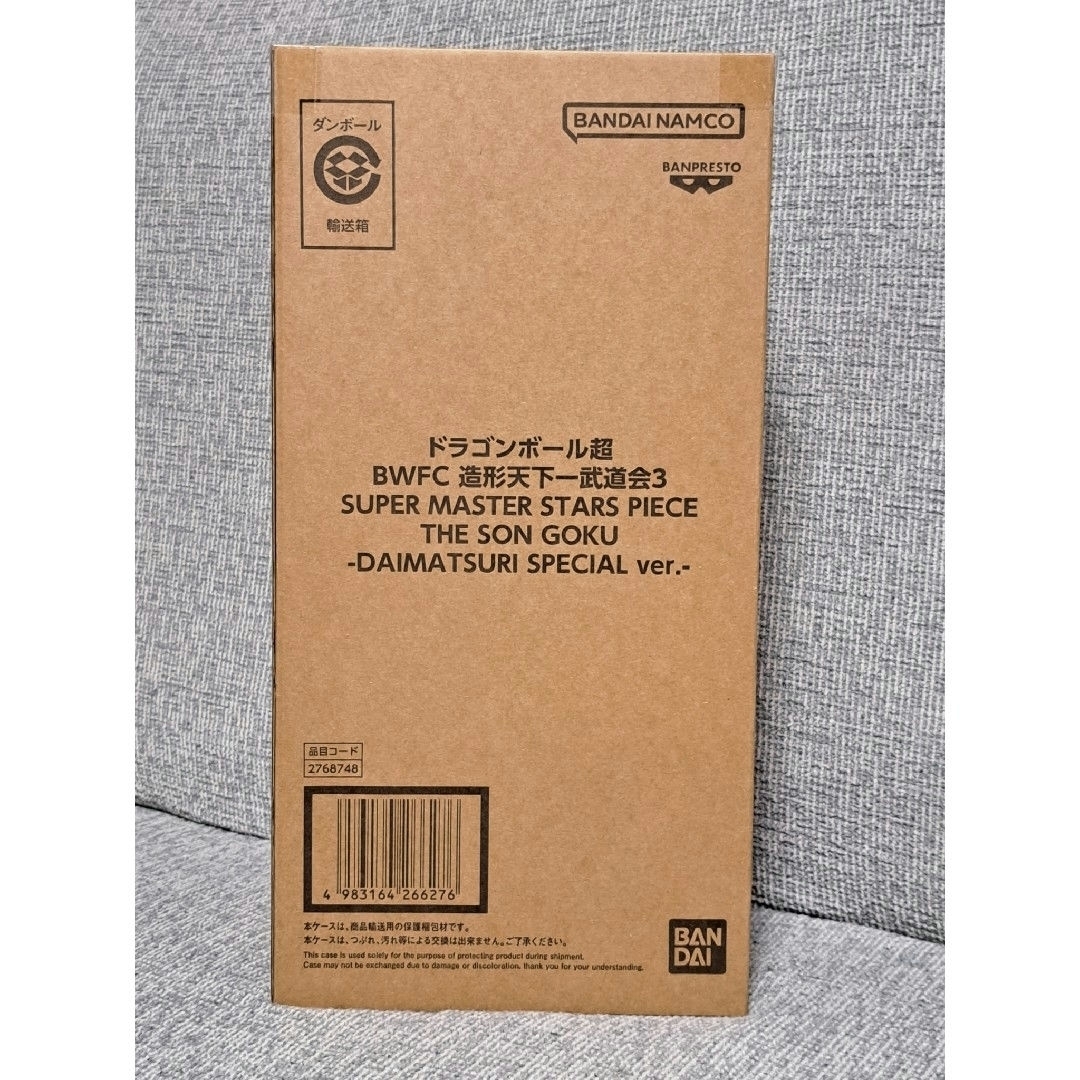 ダンボール
輸送箱
BANDAI NAMCO
BANPRESTO
ドラゴンボール超
BWFC 造形天下一武道会3
SUPER MASTER STARS PIECE
THE SON GOKU
-DAIMATSURI SPECIAL ver.-
品目コード
2768748
4 983164 266276
本ケースは、商品輸送用の保護梱包材です。
本ケースは、つぶれ、汚れ等による交換は出来ません。ご了承ください。
This case is used solely for the purpose of protecting product during shipment.
Case may not be exchanged due to damage or discoloration. thank you for your understanding.
BAN
DAI